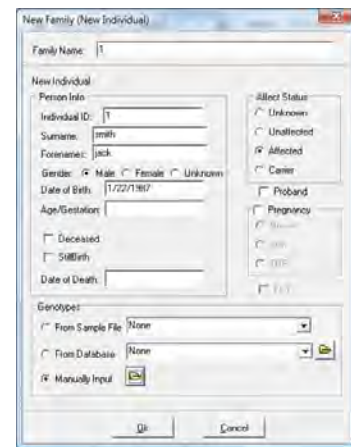 New Family (New Individual)
Family Name: 1
New Individual
Person Info
Individual ID: 1
Surname: smith
Forenames: jack
Gender: Male Female Unknown
Date of Birth: 1/22/1987
Age/Gestation:
Deceased
StillBirth
Date of Death:
Affect Status
Unknown
Unaffected
Affected
Carrier
Proband
Pregnancy
Genotypes
From Sample File None
From Database None
Manually Input
Ok Cancel